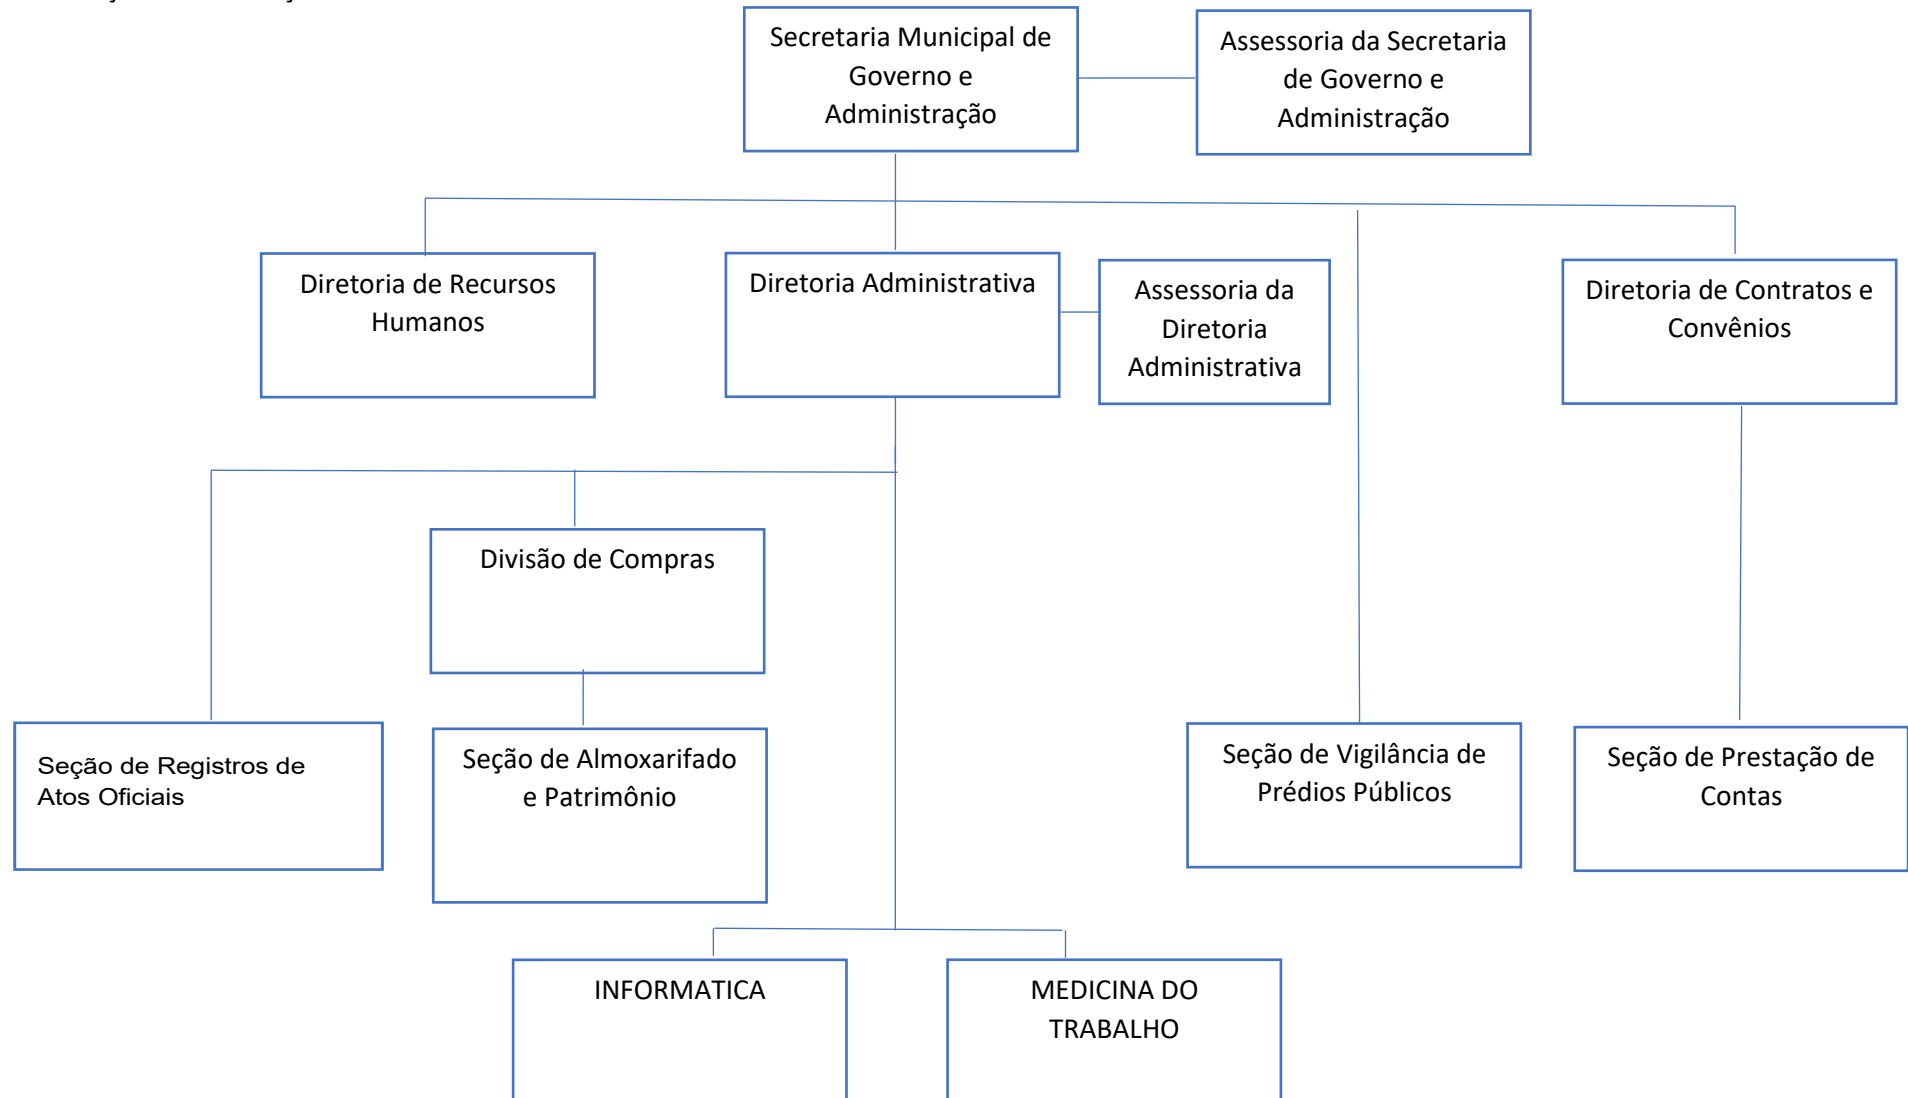 Secretaria Municipal de
Governo e
Administração
Assessoria da Secretaria
de Governo e
Administração
Diretoria de Recursos
Humanos
Diretoria Administrativa
Assessoria da
Diretoria
Administrativa
Diretoria de Contratos e
Convênios
Divisão de Compras
Seção de Registros de
Atos Oficiais
Seção de Almoxarifado
e Patrimônio
Seção de Vigilância de
Prédios Públicos
Seção de Prestação de
Contas
INFORMATICA
MEDICINA DO
TRABALHO